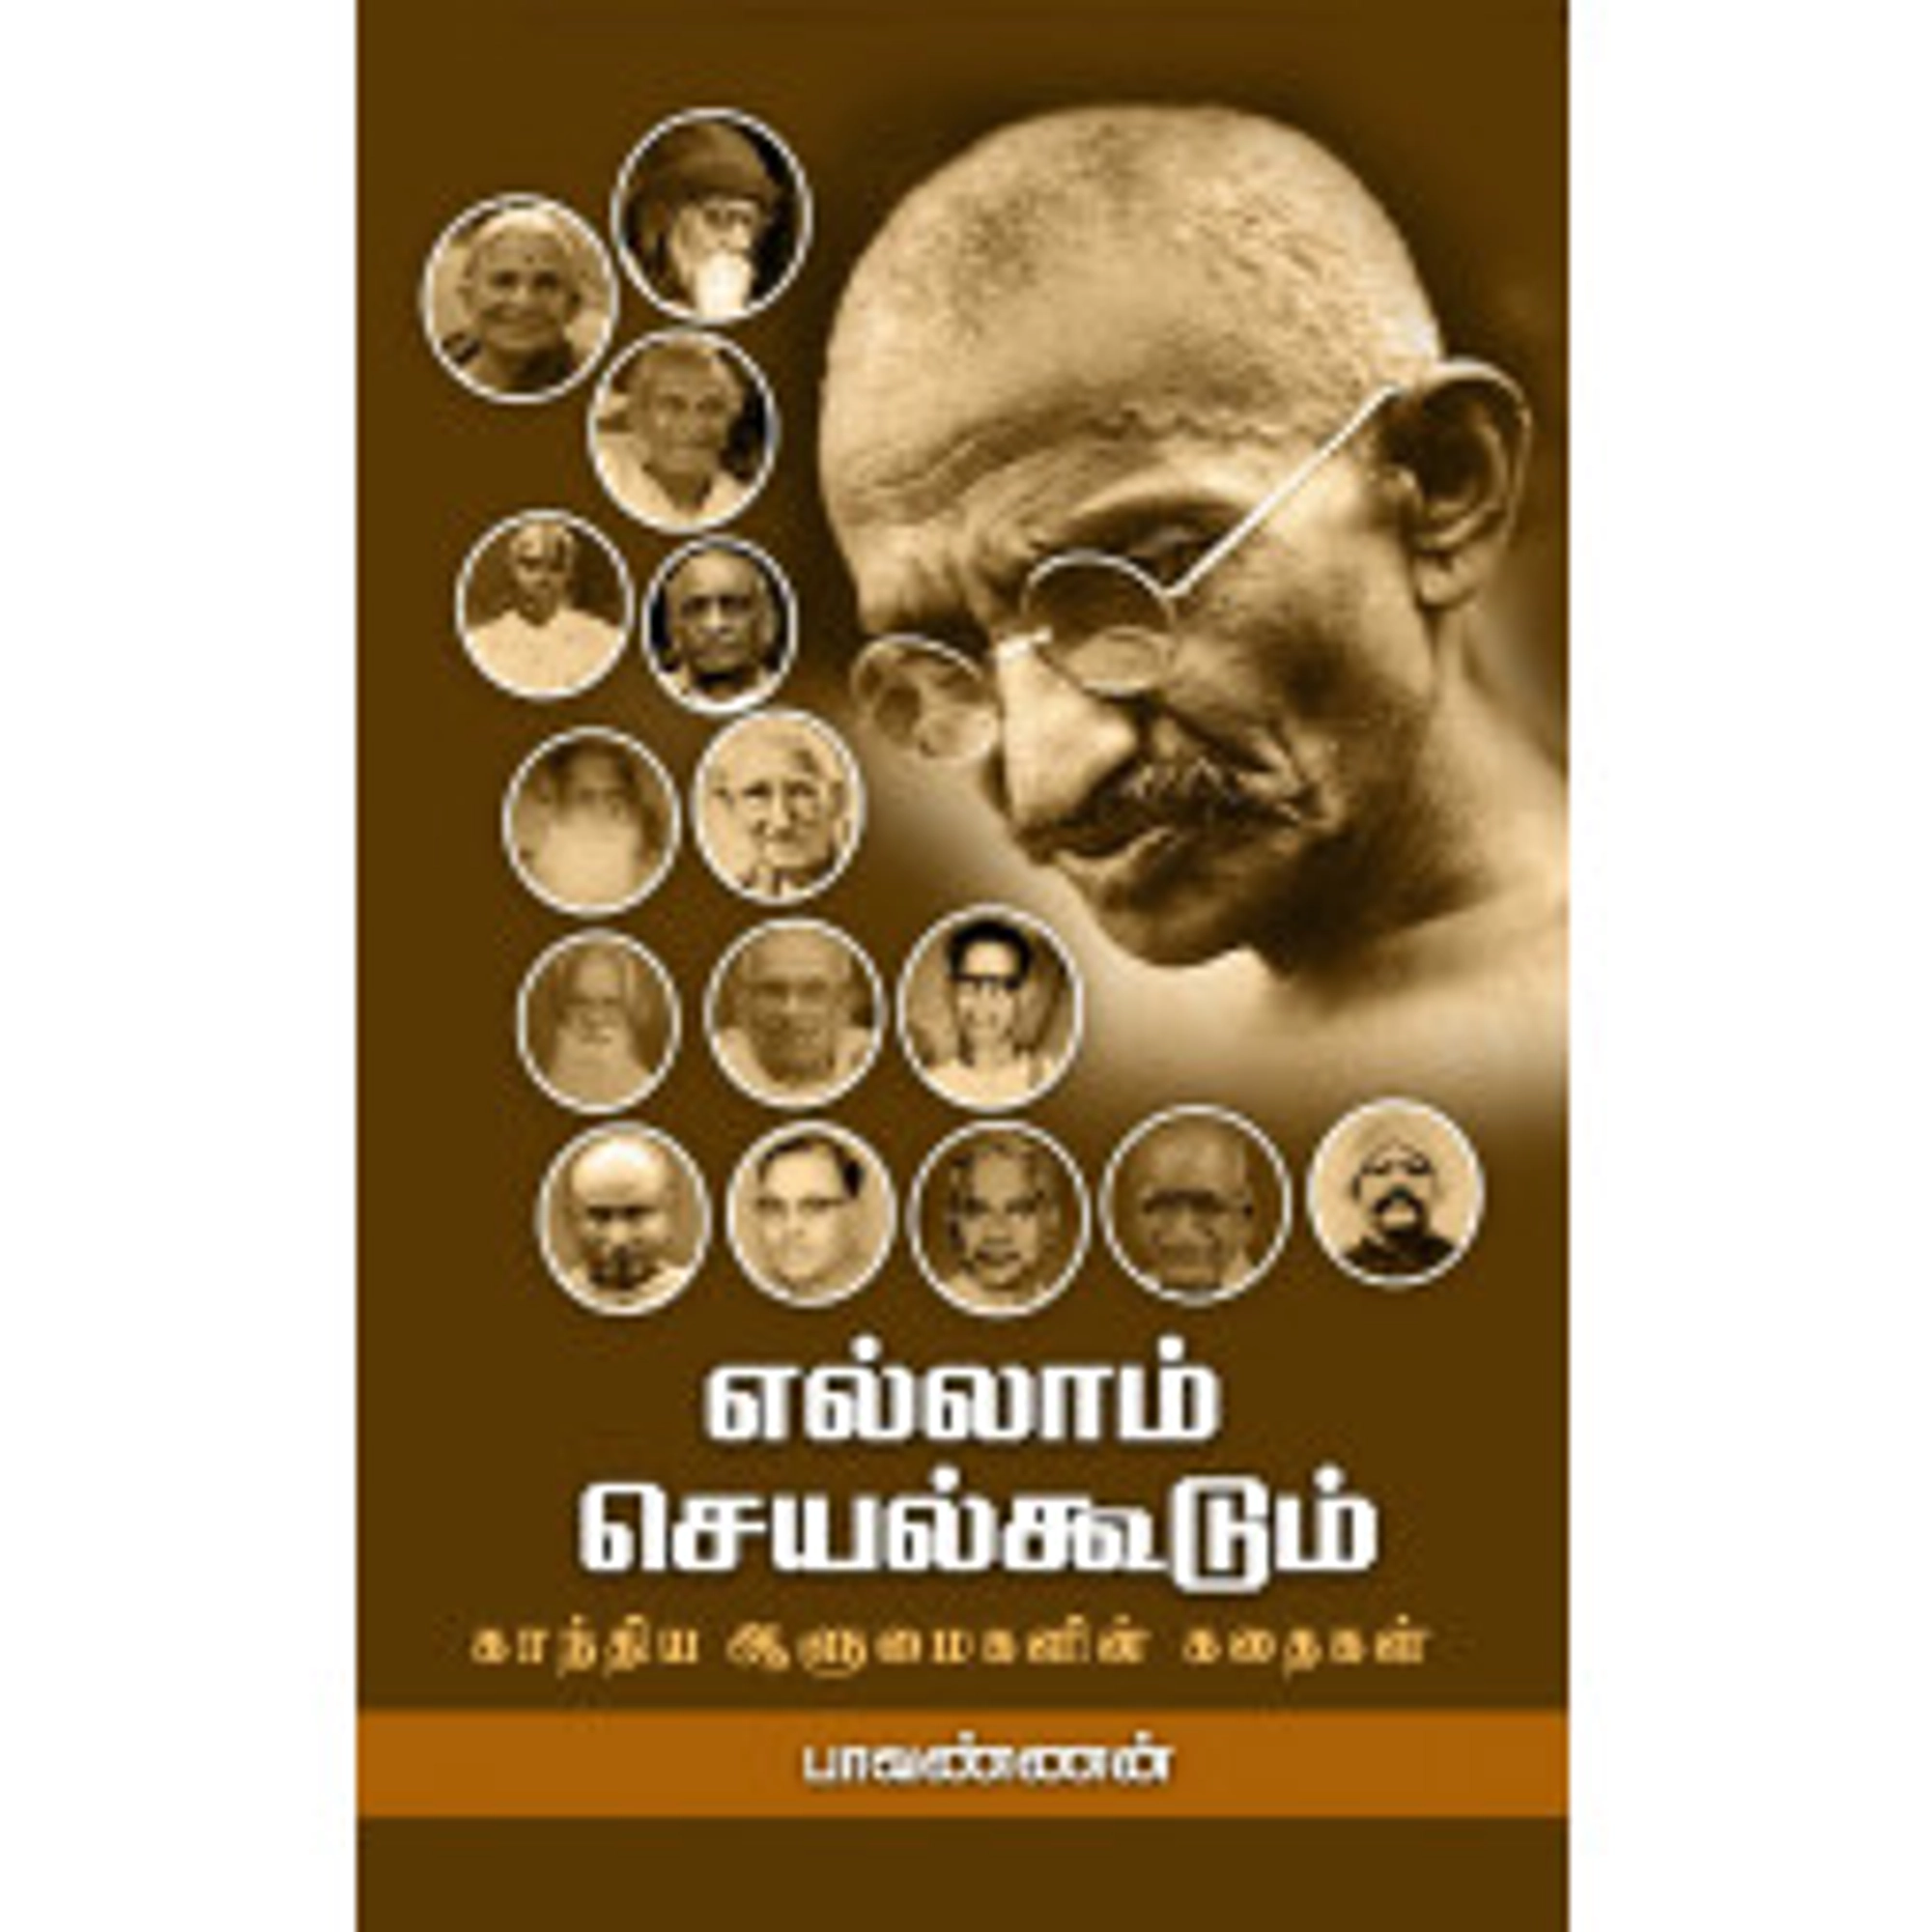 எல்லாம்
செயல்கூடும்
காந்திய ஆளுமைகளின் கதைகள்
பாவண்ணன்